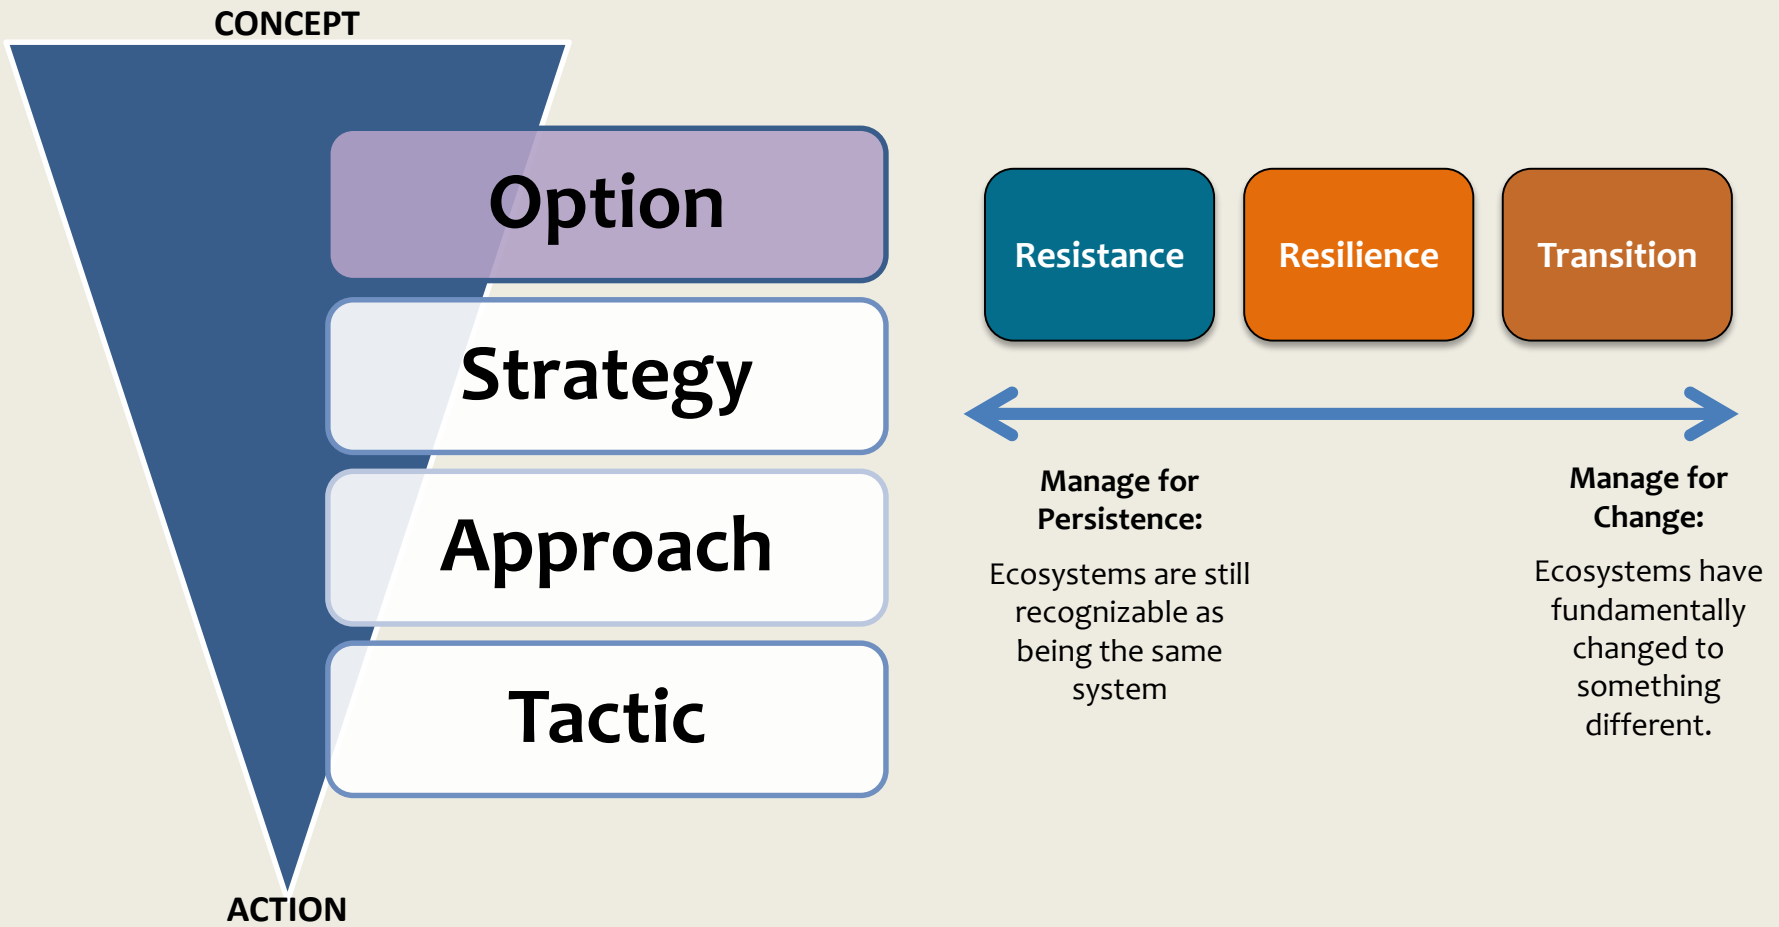 CONCEPT
Option
Strategy
Approach
Tactic
ACTION
Resistance
Resilience
Transition
Manage for
Persistence:
Ecosystems are still
recognizable as
being the same
system
Manage for
Change:
Ecosystems have
fundamentally
changed to
something
different.